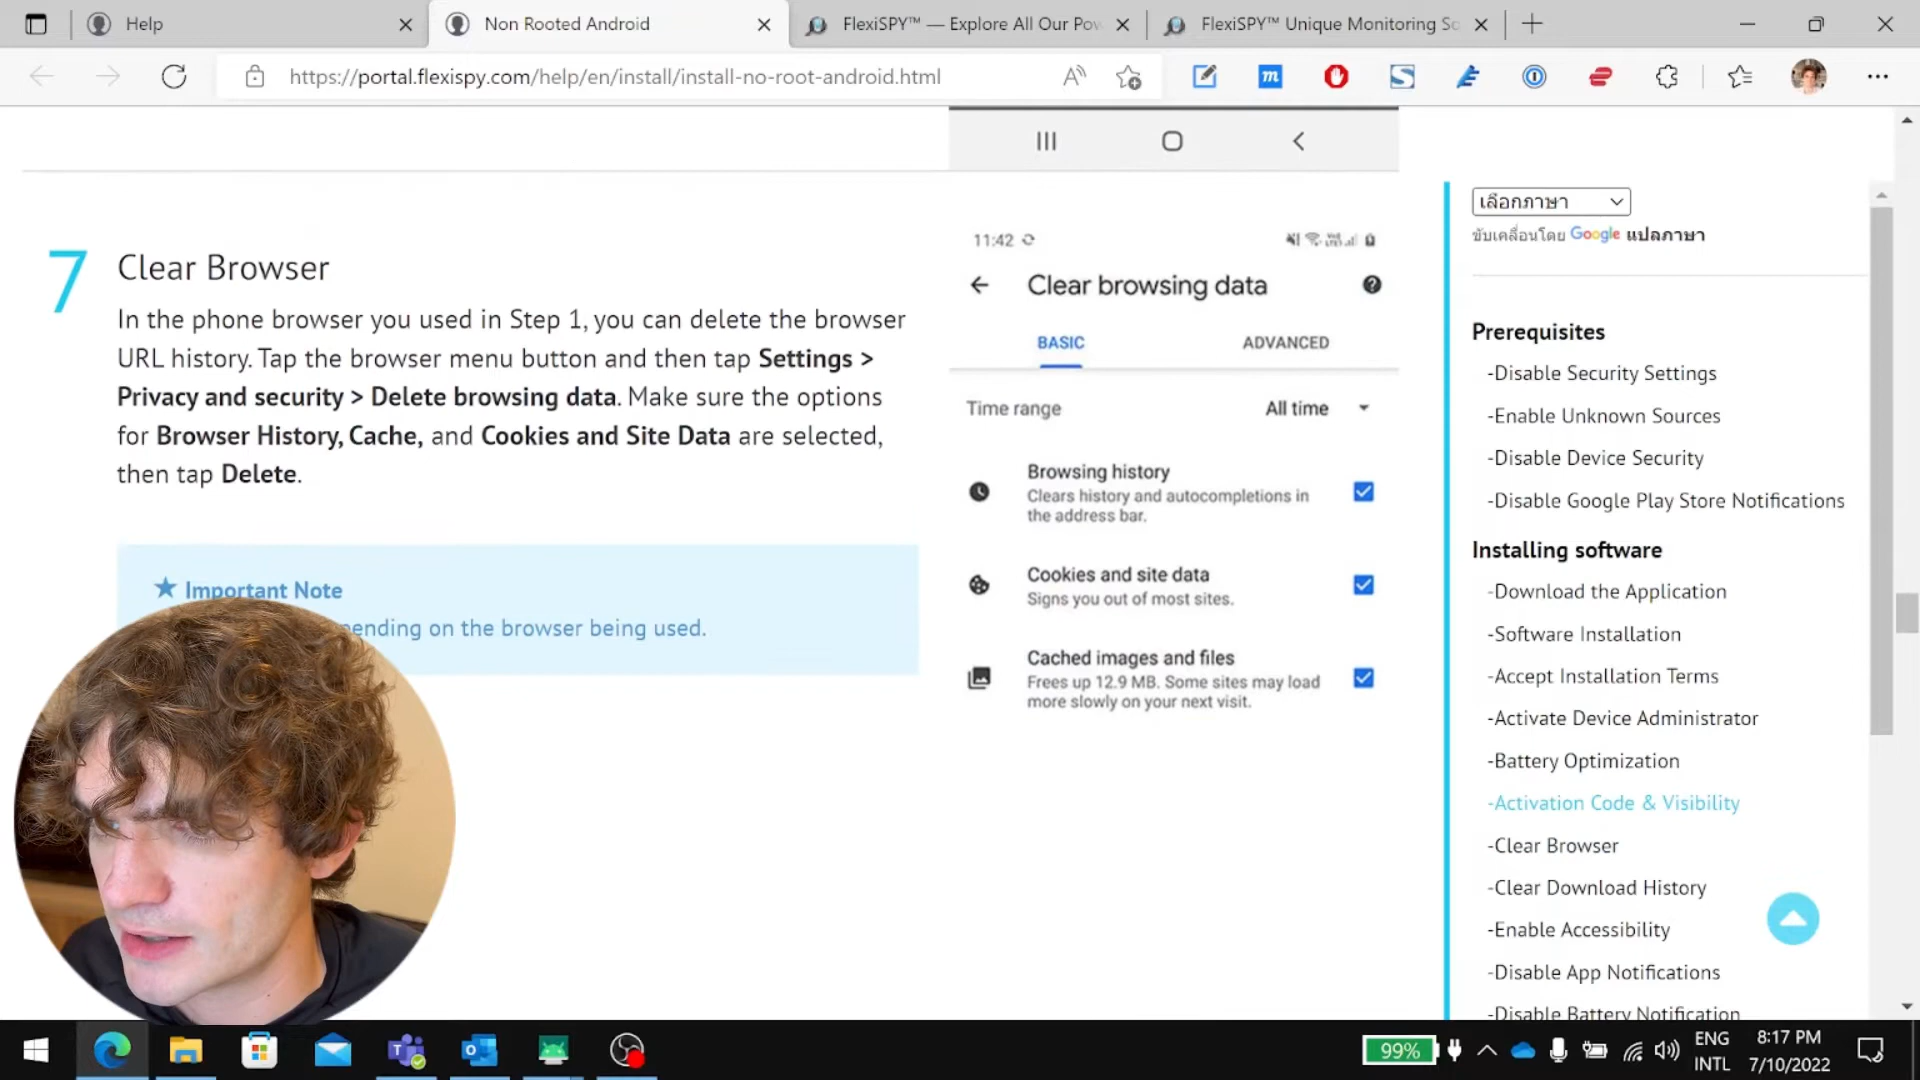 Help
Non Rooted Android
FlexiSPY™ — Explore All Our Pow
FlexiSPY™ Unique Monitoring So
https://portal.flexispy.com/help/en/install/install-no-root-android.html
7
Clear Browser
In the phone browser you used in Step 1, you can delete the browser
URL history. Tap the browser menu button and then tap Settings >
Privacy and security > Delete browsing data. Make sure the options
for Browser History, Cache, and Cookies and Site Data are selected,
then tap Delete.
★ Important Note
ending on the browser being used.
11:42
Clear browsing data
BASIC
ADVANCED
Time range
All time
Browsing history
Clears history and autocompletions in
the address bar.
Cookies and site data
Signs you out of most sites.
Cached images and files
Frees up 12.9 MB. Some sites may load
more slowly on your next visit.
เลือกภาษา
ขับเคลื่อนโดย Google แปลภาษา
Prerequisites
-Disable Security Settings
-Enable Unknown Sources
-Disable Device Security
-Disable Google Play Store Notifications
Installing software
-Download the Application
-Software Installation
-Accept Installation Terms
-Activate Device Administrator
-Battery Optimization
-Activation Code & Visibility
-Clear Browser
-Clear Download History
-Enable Accessibility
-Disable App Notifications
-Disable Battery Notification
99%
ENG
INTL
8:17 PM
7/10/2022